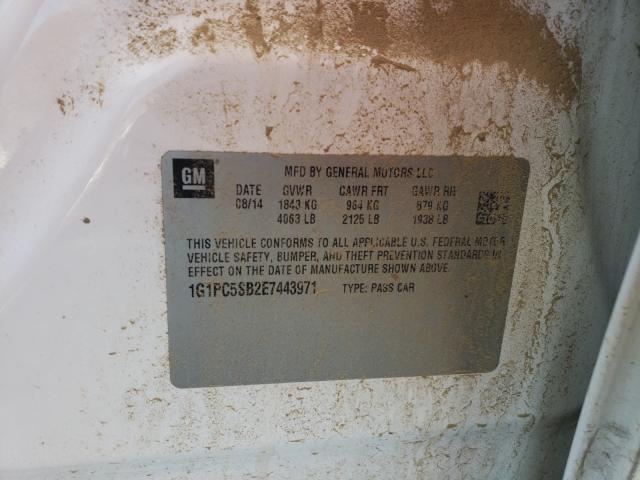 GM
MFD BY GENERAL MOTORS LLC
DATE GVWR GAWR FRT GAWR RR
08/14 1843 KG 964 KG 879 KG
4063 LB 2125 LB 1938 LB
THIS VEHICLE CONFORMS TO ALL APPLICABLE U.S. FEDERAL MOTOR
VEHICLE SAFETY, BUMPER, AND THEFT PREVENTION STANDARDS IN
EFFECT ON THE DATE OF MANUFACTURE SHOWN ABOVE.
1G1PC5SB2E7443971 TYPE: PASS CAR